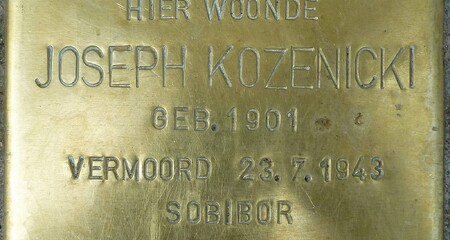 HIER WOONDE
JOSEPH KOZENICKI
GEB. 1901
VERMOORD 23.7.1943
SOBIBOR